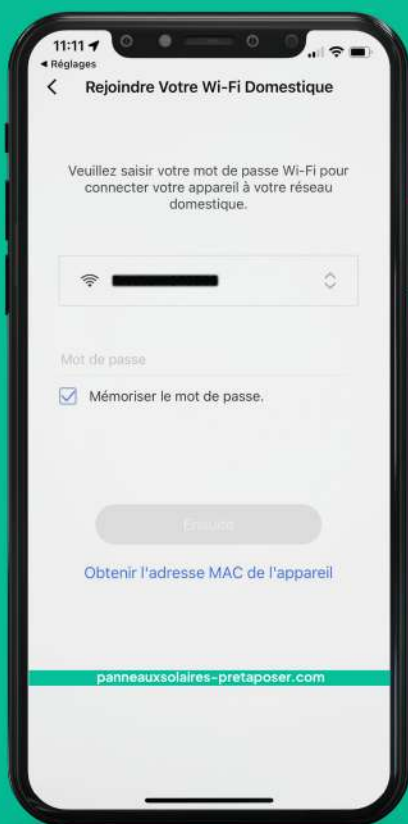 11:11
◀ Réglages
Rejoindre Votre Wi-Fi Domestique
Veuillez saisir votre mot de passe Wi-Fi pour
connecter votre appareil à votre réseau
domestique.
Mot de passe
Mémoriser le mot de passe.
Ensuite
Obtenir l'adresse MAC de l'appareil
panneauxsolaires-pretaposer.com